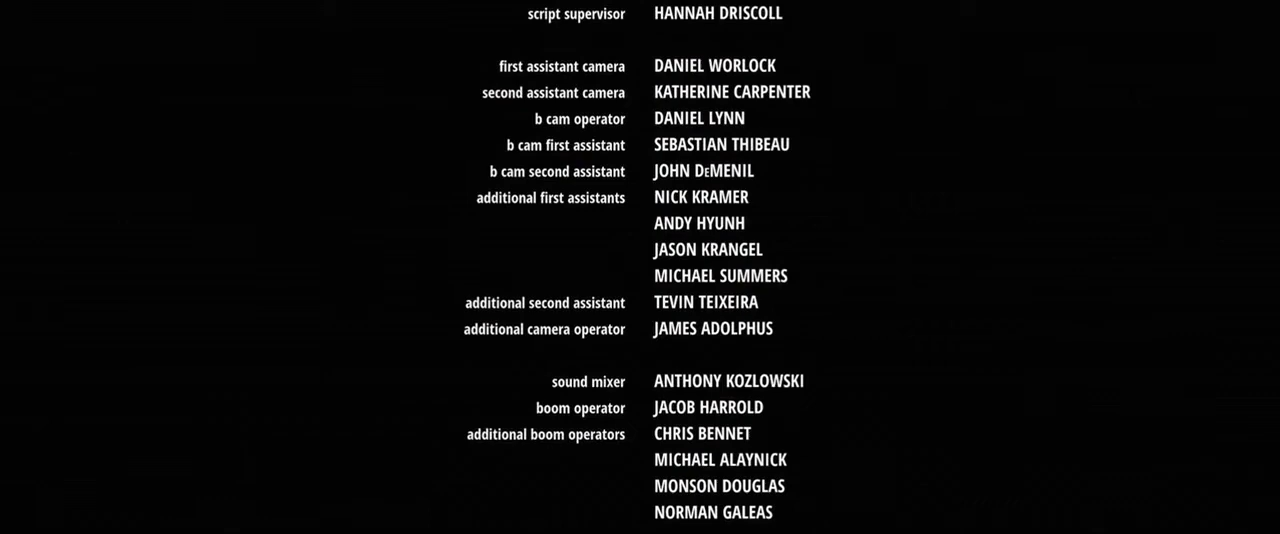 script supervisor HANNAH DRISCOLL
first assistant camera DANIEL WORLOCK
second assistant camera KATHERINE CARPENTER
b cam operator DANIEL LYNN
b cam first assistant SEBASTIAN THIBEAU
b cam second assistant JOHN DeMENIL
additional first assistants NICK KRAMER
ANDY HYUNH
JASON KRANGEL
MICHAEL SUMMERS
additional second assistant TEVIN TEIXEIRA
additional camera operator JAMES ADOLPHUS
sound mixer ANTHONY KOZLOWSKI
boom operator JACOB HARROLD
additional boom operators CHRIS BENNET
MICHAEL ALAYNICK
MONSON DOUGLAS
NORMAN GALEAS